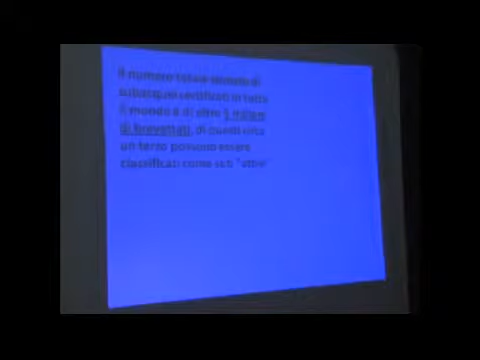 Il numero totale stimato di
subacquei certificati in tutto
il mondo è di oltre 5 milioni
di brevettati, di questi circa
un terzo possono essere
classificati come sub "attivi"